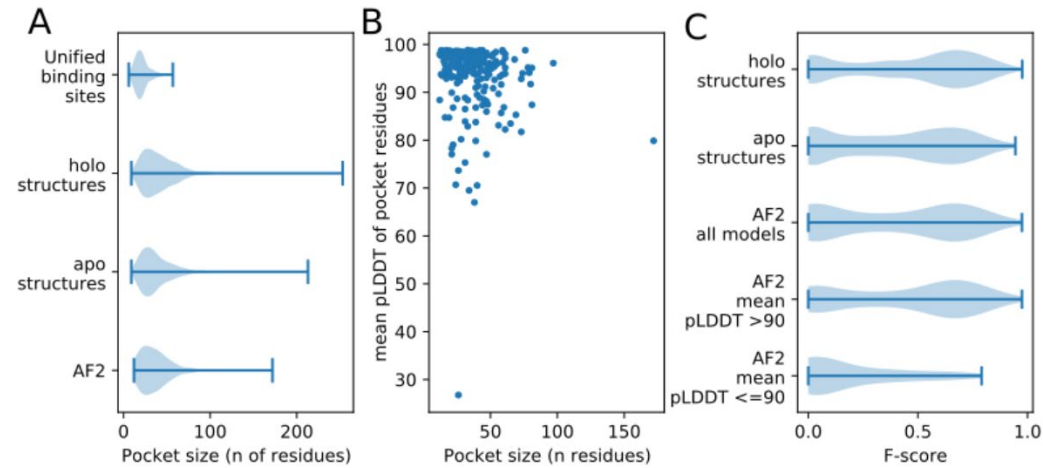 A
Unified
binding
sites
holo
structures
apo
structures
AF2
0 100 200
Pocket size (n of residues)
B
mean pLDDT of pocket residues
100
90
80
70
60
50
40
30
50 100 150
Pocket size (n residues)
C
holo
structures
apo
structures
AF2
all models
AF2
mean
pLDDT >90
AF2
mean
pLDDT <=90
0.0 0.5 1.0
F-score